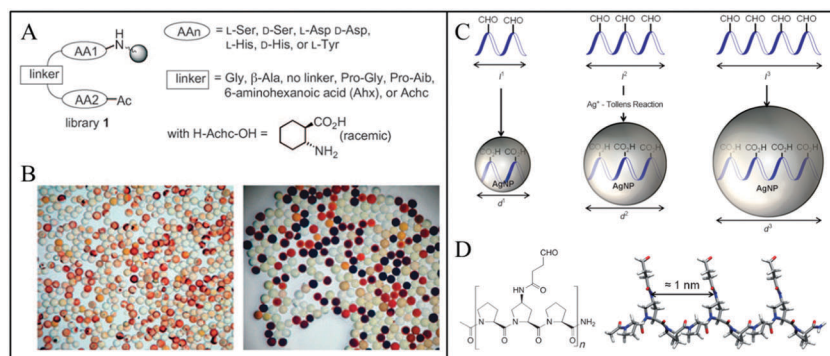 A
AAn = L-Ser, D-Ser, L-Asp D-Asp,
L-His, D-His, or L-Tyr
AA1
N
H
linker
AA2 Ac
library 1
linker = Gly, β-Ala, no linker, Pro-Gly, Pro-Aib,
6-aminohexanoic acid (Ahx), or Achc
with H-Achc-OH =
CO₂H
NH₂
(racemic)
B
C
CHO CHO
CHO CHO CHO
CHO CHO CHO CHO
l¹
l²
l³
Ag⁺ - Tollens Reaction
CO₂H CO₂H
CO₂H CO₂H CO₂H
CO₂H CO₂H CO₂H CO₂H
AgNP
AgNP
AgNP
d¹
d²
d³
D
CHO
O
HN
N
O
N
O
N
O
NH₂
n
≈ 1 nm